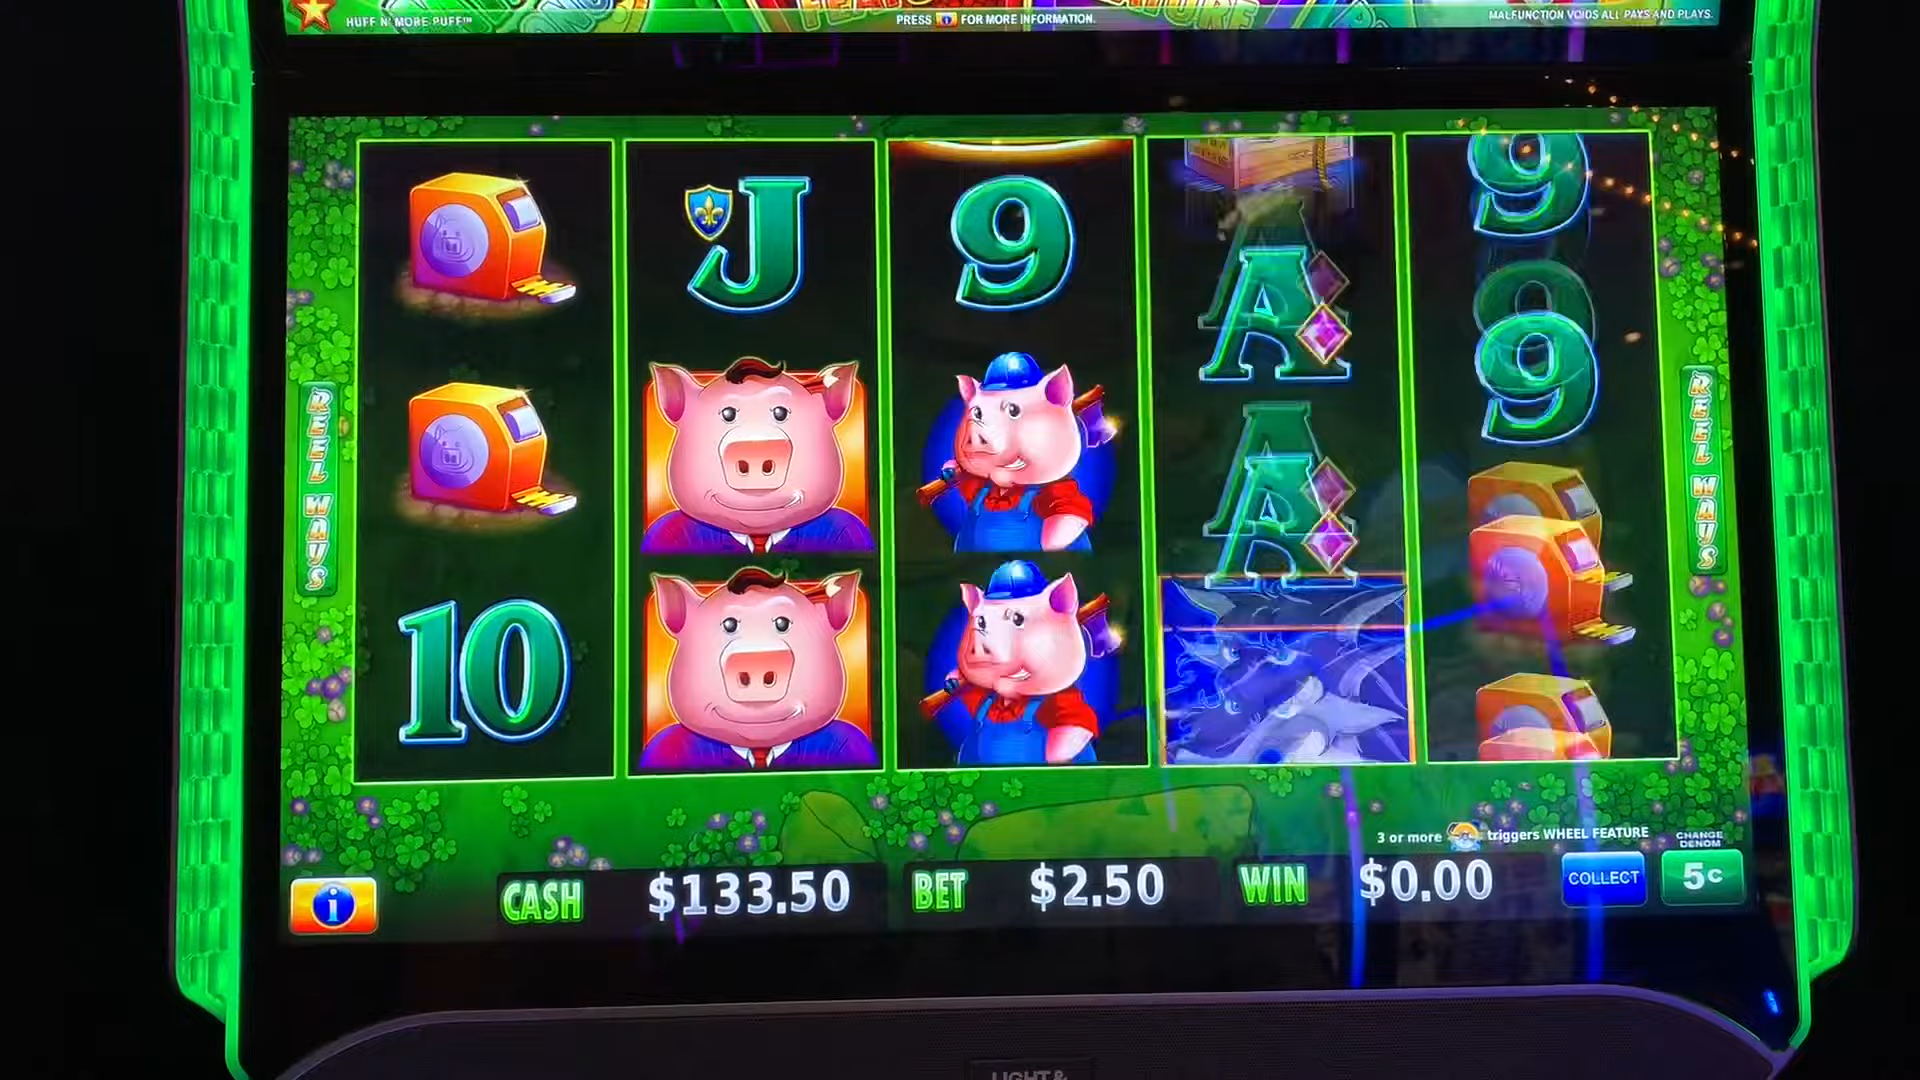 HUFF N' MORE PUFF™
PRESS i FOR MORE INFORMATION.
MALFUNCTION VOIDS ALL PAYS AND PLAYS.
J
9
9
A
9
A
10
REEL WAYS
REEL WAYS
3 or more triggers WHEEL FEATURE
CHANGE DENOM
i
CASH $133.50
BET $2.50
WIN $0.00
COLLECT
5¢
LIGHT &